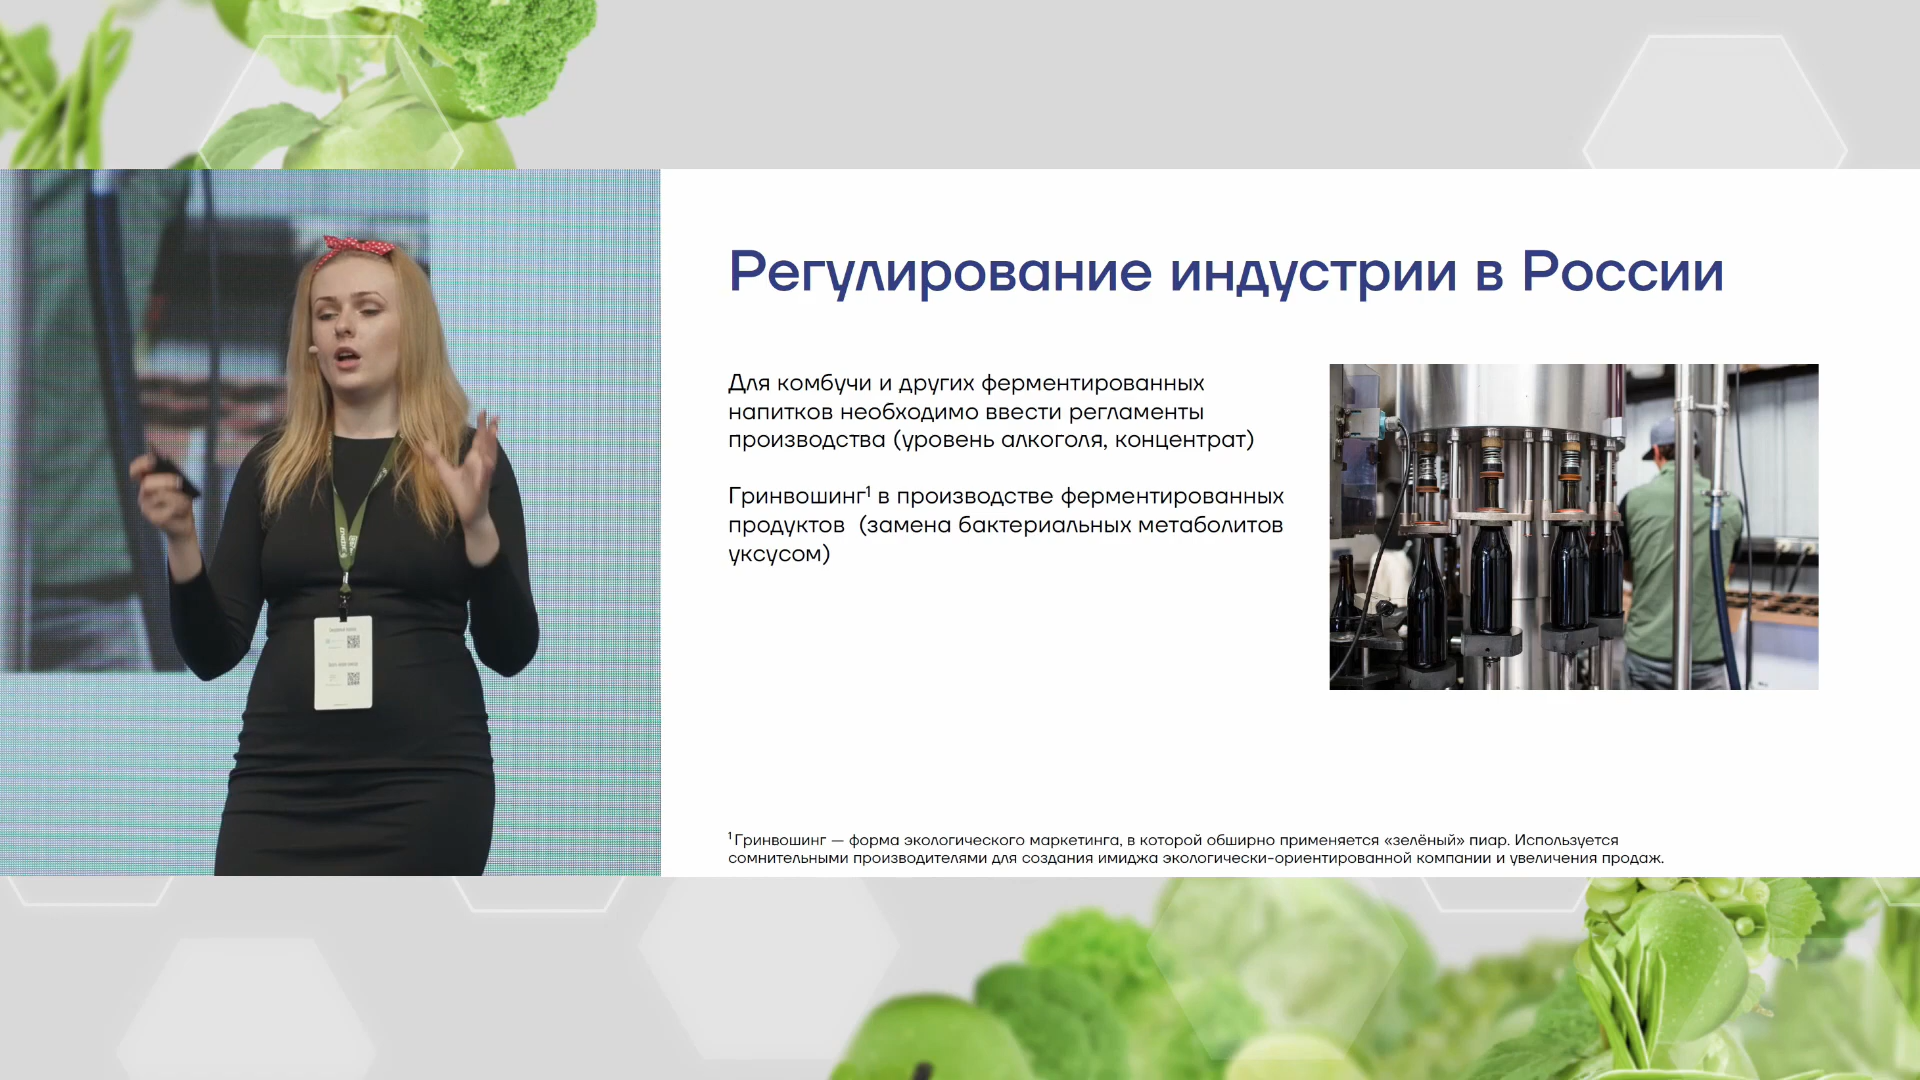 Регулирование индустрии в России
Для комбучи и других ферментированных
напитков необходимо ввести регламенты
производства (уровень алкоголя, концентрат)
Гринвошинг¹ в производстве ферментированных
продуктов (замена бактериальных метаболитов
уксусом)
¹ Гринвошинг — форма экологического маркетинга, в которой обширно применяется «зелёный» пиар. Используется
сомнительными производителями для создания имиджа экологически-ориентированной компании и увеличения продаж.